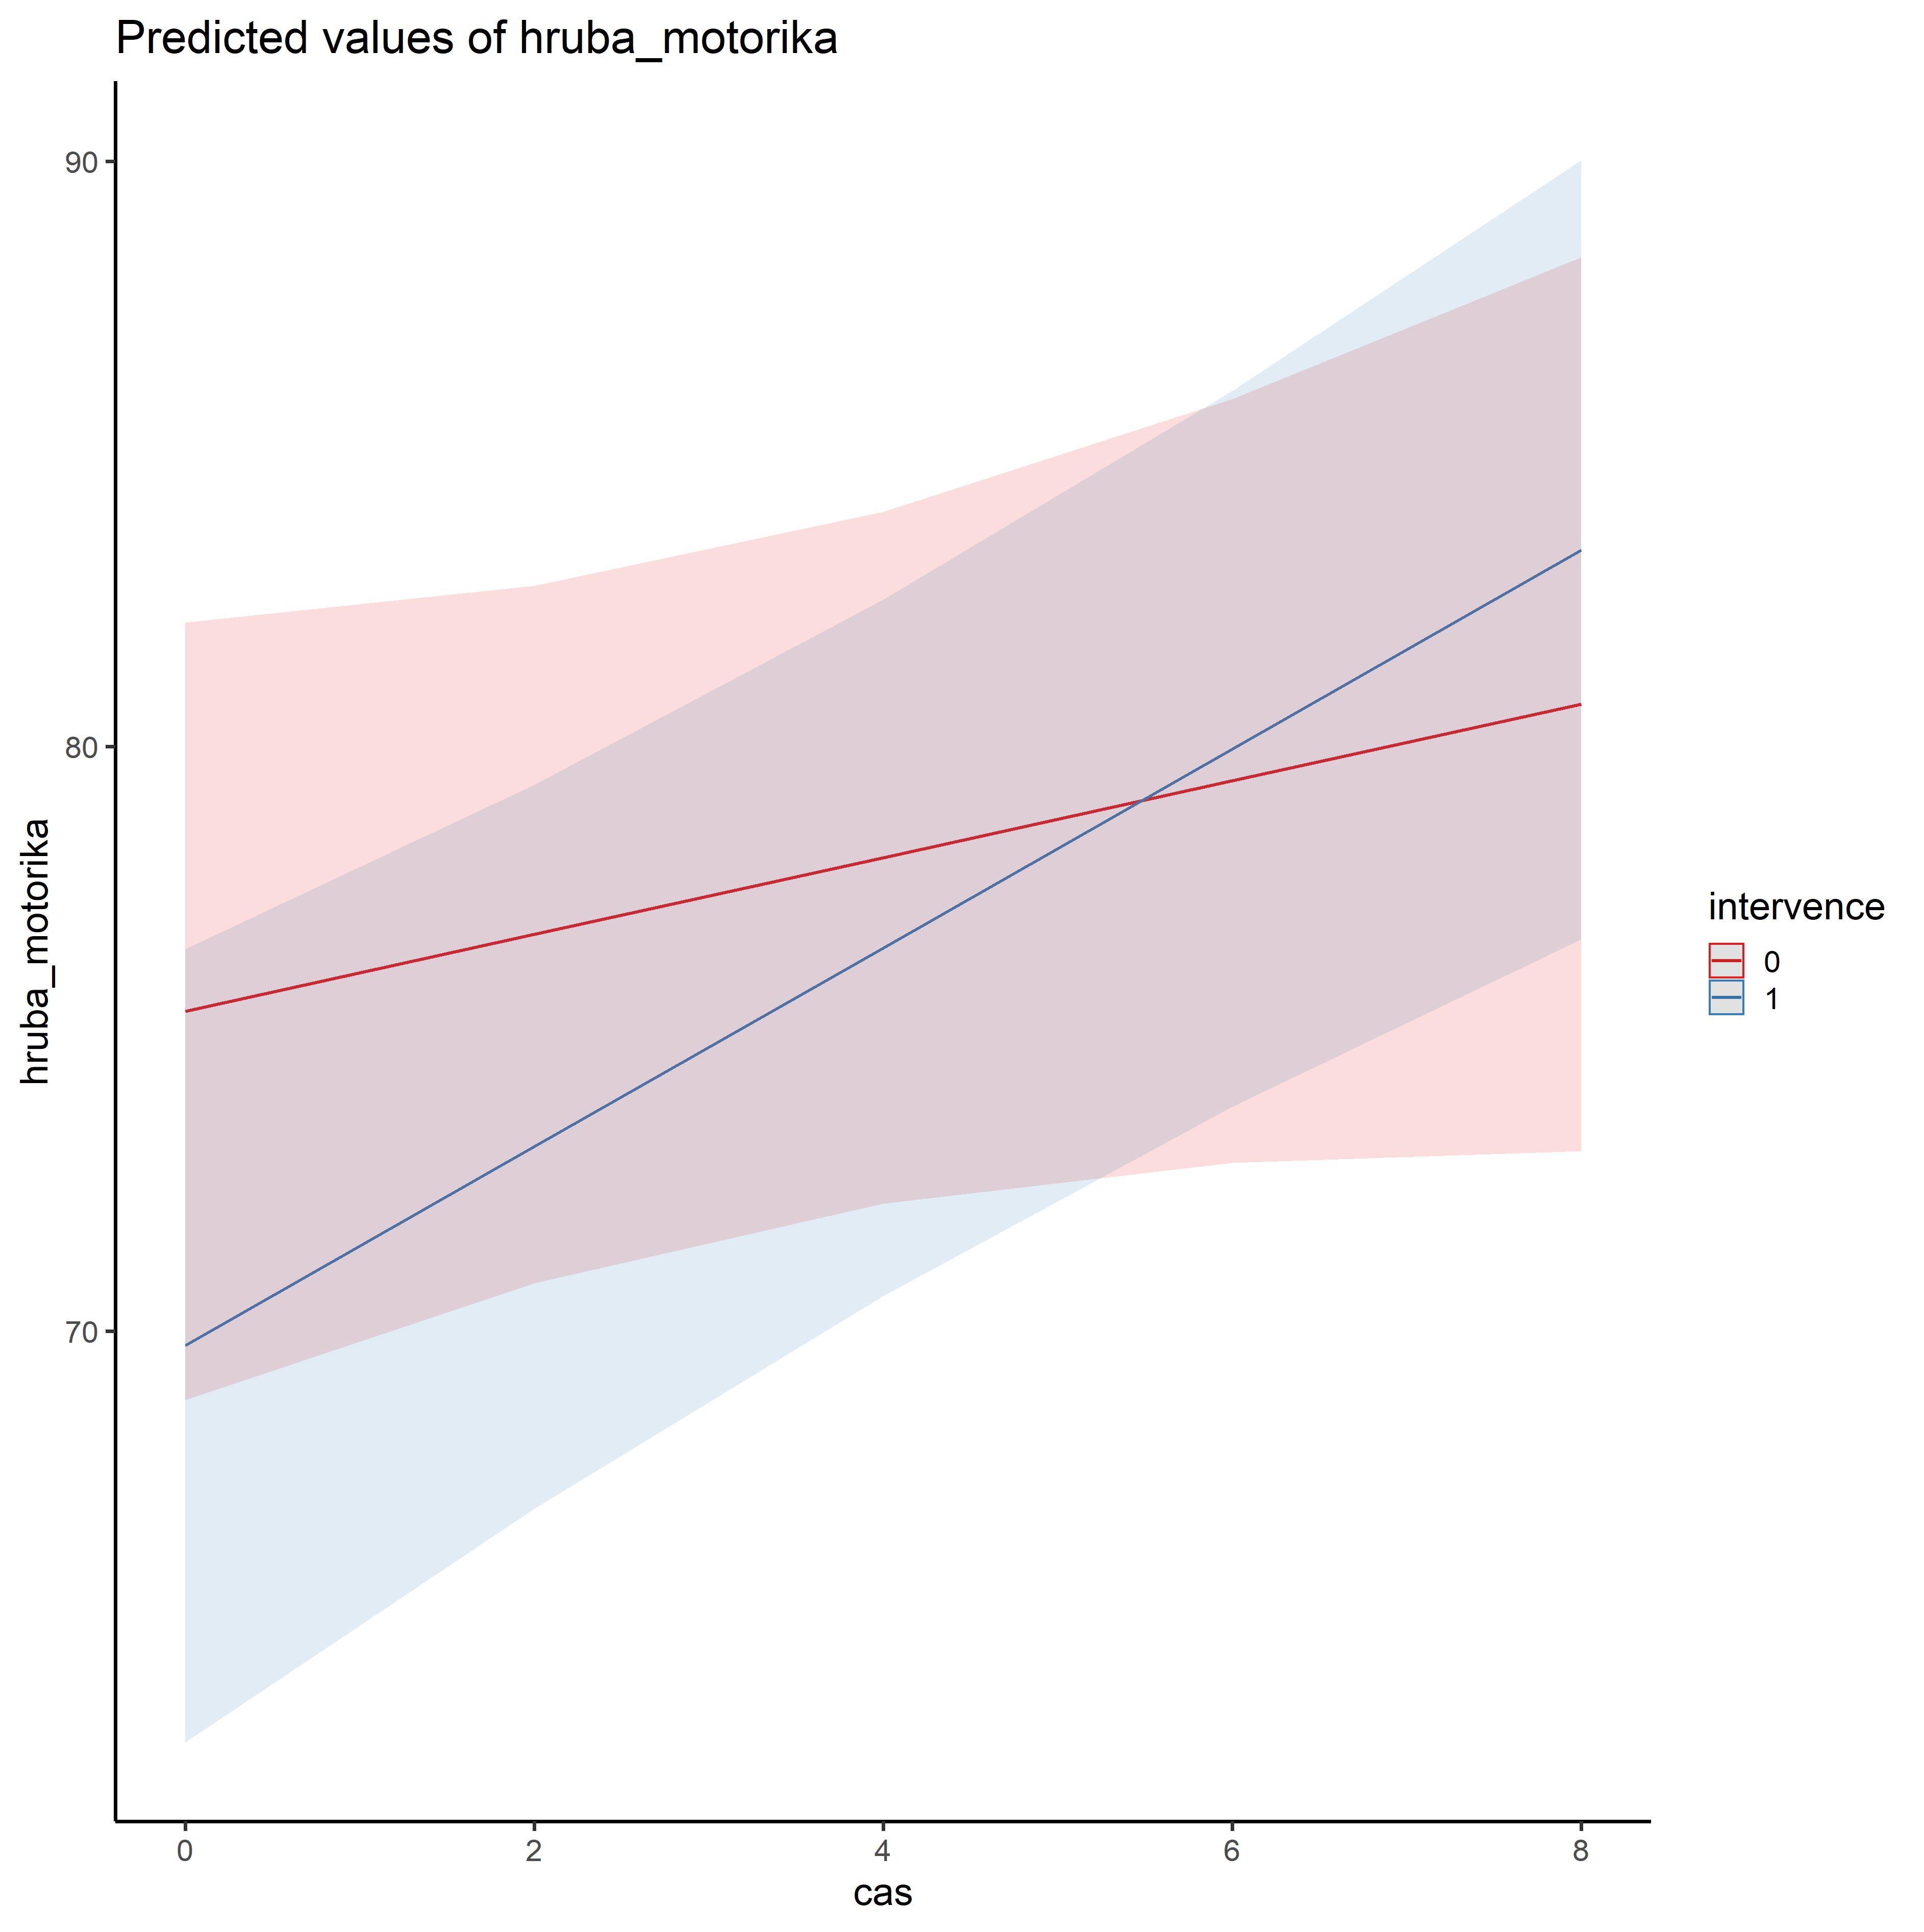 Predicted values of hruba_motorika
90
80
70
hruba_motorika
0 2 4 6 8
cas
intervence
0
1